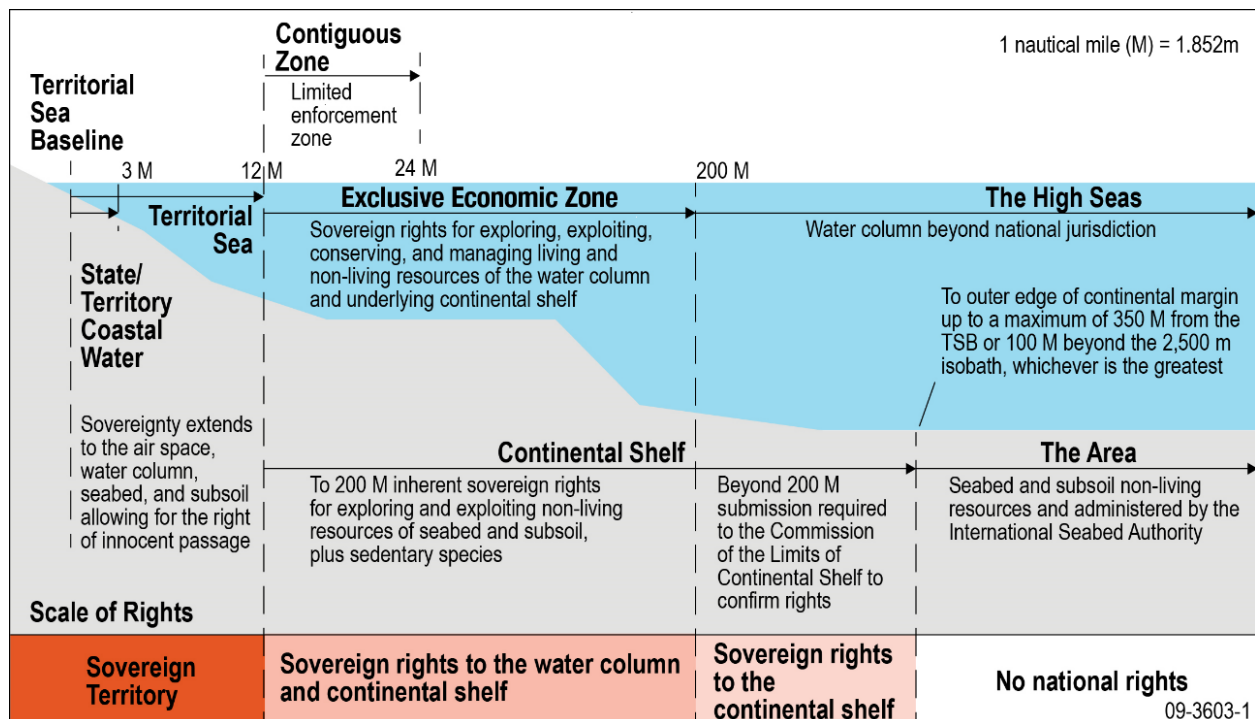 Contiguous
Zone
1 nautical mile (M) = 1.852m
Limited
enforcement
zone
Territorial
Sea
Baseline
3 M
12 M
24 M
200 M
Territorial
Sea
Exclusive Economic Zone
Sovereign rights for exploring, exploiting,
conserving, and managing living and
non-living resources of the water column
and underlying continental shelf
The High Seas
Water column beyond national jurisdiction
State/
Territory
Coastal
Water
To outer edge of continental margin
up to a maximum of 350 M from the
TSB or 100 M beyond the 2,500 m
isobath, whichever is the greatest
Sovereignty extends
to the air space,
water column,
seabed, and subsoil
allowing for the right
of innocent passage
Continental Shelf
To 200 M inherent sovereign rights
for exploring and exploiting non-living
resources of seabed and subsoil,
plus sedentary species
Beyond 200 M
submission required
to the Commission
of the Limits of
Continental Shelf to
confirm rights
The Area
Seabed and subsoil non-living
resources and administered by the
International Seabed Authority
Scale of Rights
Sovereign
Territory
Sovereign rights to the water column
and continental shelf
Sovereign rights
to the
continental shelf
No national rights
09-3603-1